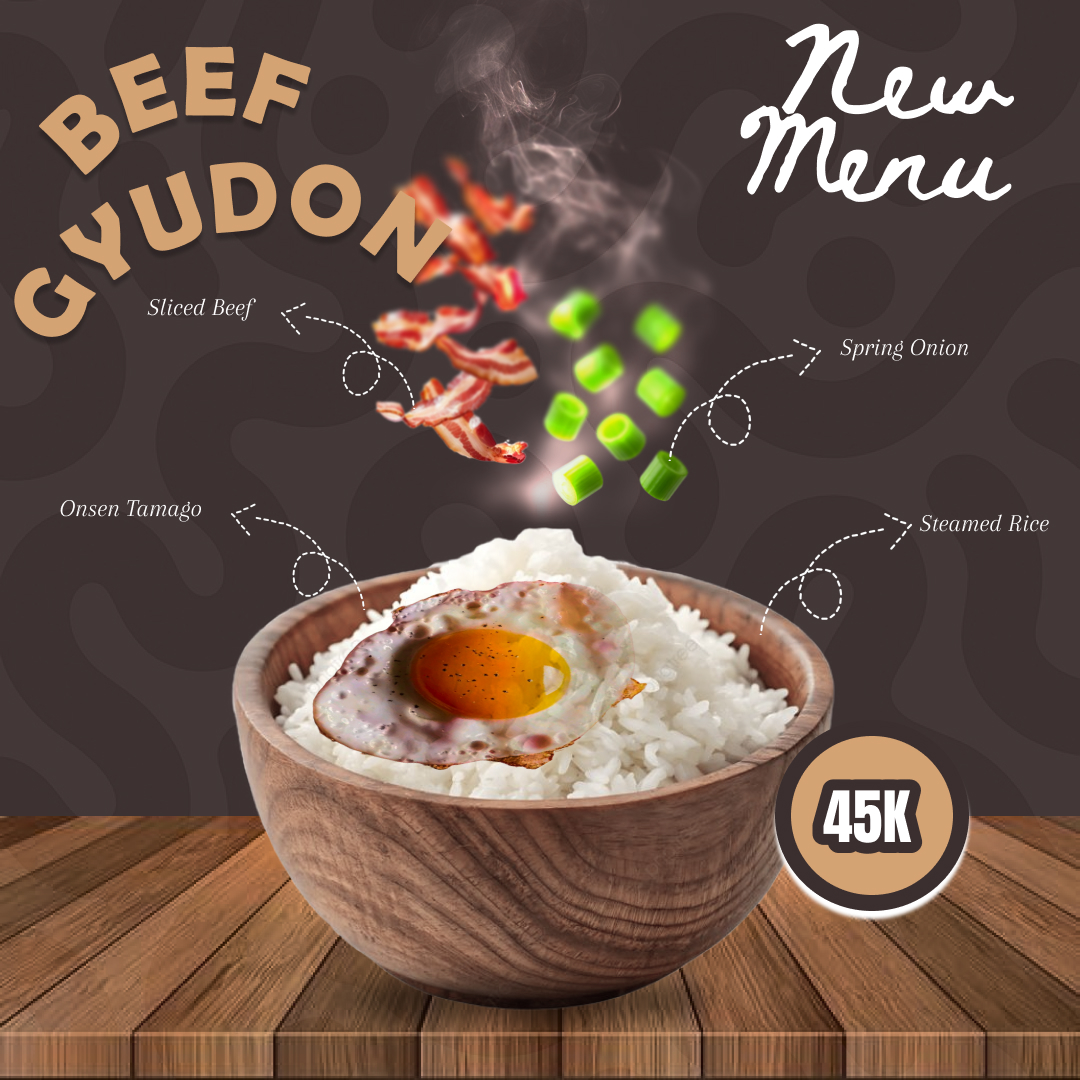 BEEF
GYUDON
New
Menu
Sliced Beef
Spring Onion
Onsen Tamago
Steamed Rice
45K